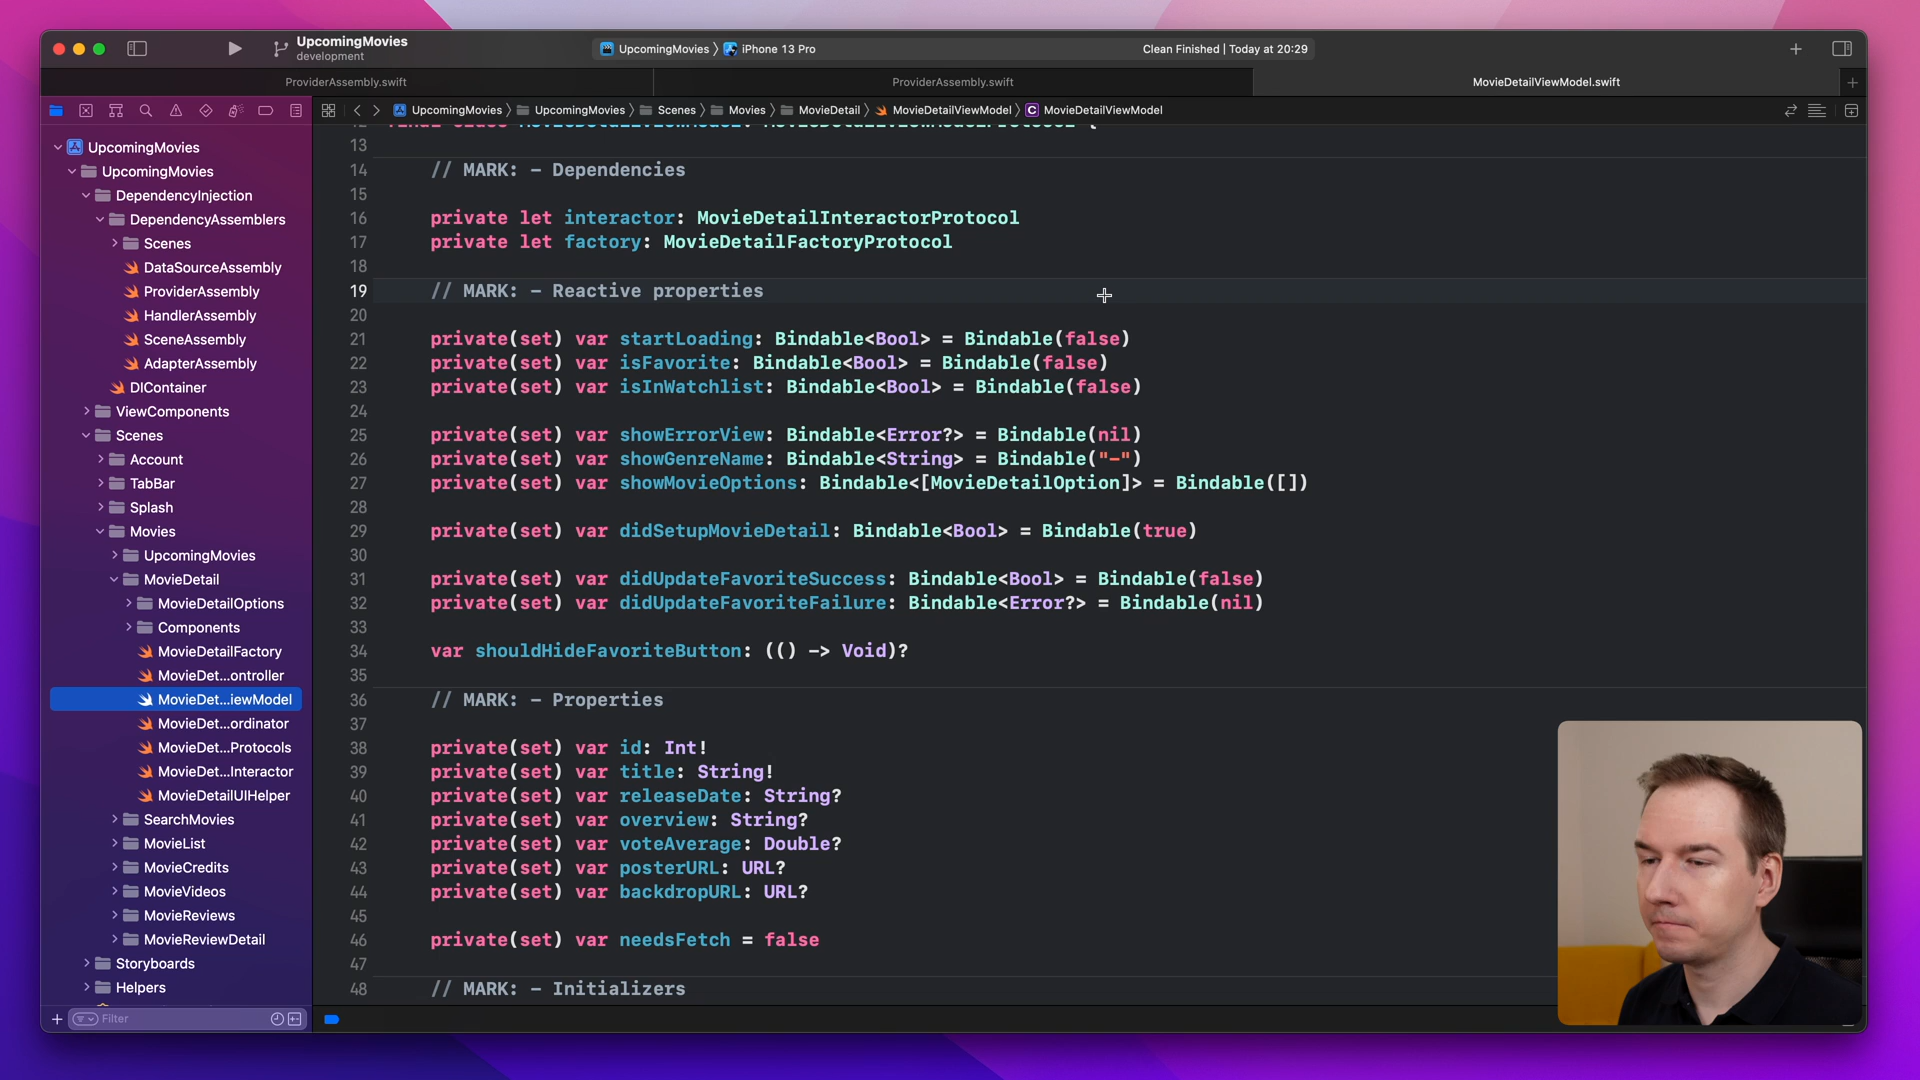 UpcomingMovies
development
UpcomingMovies
iPhone 13 Pro
Clean Finished | Today at 20:29
ProviderAssembly.swift
ProviderAssembly.swift
MovieDetailViewModel.swift
UpcomingMovies
UpcomingMovies
Scenes
Movies
MovieDetail
MovieDetailViewModel
C
MovieDetailViewModel
UpcomingMovies
UpcomingMovies
DependencyInjection
DependencyAssemblers
Scenes
DataSourceAssembly
ProviderAssembly
HandlerAssembly
SceneAssembly
AdapterAssembly
DIContainer
ViewComponents
Scenes
Account
TabBar
Splash
Movies
UpcomingMovies
MovieDetail
MovieDetailOptions
Components
MovieDetailFactory
MovieDet...ontroller
MovieDet...iewModel
MovieDet...ordinator
MovieDet...Protocols
MovieDet...Interactor
MovieDetailUIHelper
SearchMovies
MovieList
MovieCredits
MovieVideos
MovieReviews
MovieReviewDetail
Storyboards
Helpers
Filter
13
14 // MARK: - Dependencies
15
16 private let interactor: MovieDetailInteractorProtocol
17 private let factory: MovieDetailFactoryProtocol
18
19 // MARK: - Reactive properties
20
21 private(set) var startLoading: Bindable<Bool> = Bindable(false)
22 private(set) var isFavorite: Bindable<Bool> = Bindable(false)
23 private(set) var isInWatchlist: Bindable<Bool> = Bindable(false)
24
25 private(set) var showErrorView: Bindable<Error?> = Bindable(nil)
26 private(set) var showGenreName: Bindable<String> = Bindable("-")
27 private(set) var showMovieOptions: Bindable<[MovieDetailOption]> = Bindable([])
28
29 private(set) var didSetupMovieDetail: Bindable<Bool> = Bindable(true)
30
31 private(set) var didUpdateFavoriteSuccess: Bindable<Bool> = Bindable(false)
32 private(set) var didUpdateFavoriteFailure: Bindable<Error?> = Bindable(nil)
33
34 var shouldHideFavoriteButton: (() -> Void)?
35
36 // MARK: - Properties
37
38 private(set) var id: Int!
39 private(set) var title: String!
40 private(set) var releaseDate: String?
41 private(set) var overview: String?
42 private(set) var voteAverage: Double?
43 private(set) var posterURL: URL?
44 private(set) var backdropURL: URL?
45
46 private(set) var needsFetch = false
47
48 // MARK: - Initializers